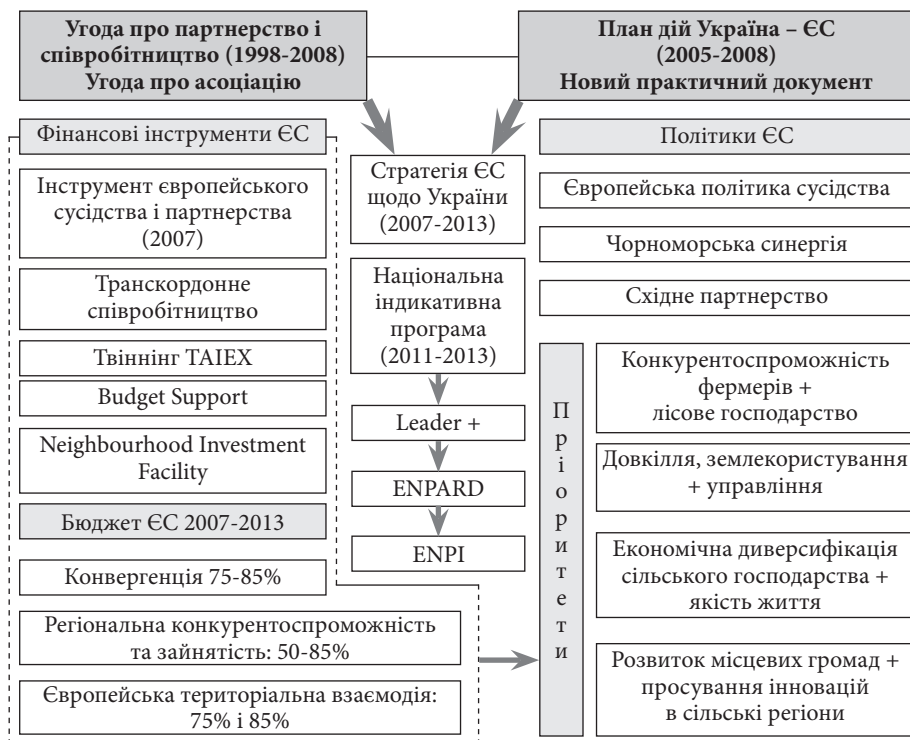 Угода про партнерство і
співробітництво (1998-2008)
Угода про асоціацію
План дій Україна – ЄС
(2005-2008)
Новий практичний документ
Фінансові інструменти ЄС
Інструмент європейського
сусідства і партнерства
(2007)
Транскордонне
співробітництво
Твіннінг TAIEX
Budget Support
Neighbourhood Investment
Facility
Бюджет ЄС 2007-2013
Конвергенція 75-85%
Регіональна конкурентоспроможність
та зайнятість: 50-85%
Європейська територіальна взаємодія:
75% і 85%
Стратегія ЄС
щодо України
(2007-2013)
Національна
індикативна
програма
(2011-2013)
Leader +
ENPARD
ENPI
Політики ЄС
Європейська політика сусідства
Чорноморська синергія
Східне партнерство
Пріоритети
Конкурентоспроможність
фермерів +
лісове господарство
Довкілля, землекористування
+ управління
Економічна диверсифікація
сільського господарства +
якість життя
Розвиток місцевих громад +
просування інновацій
в сільські регіони